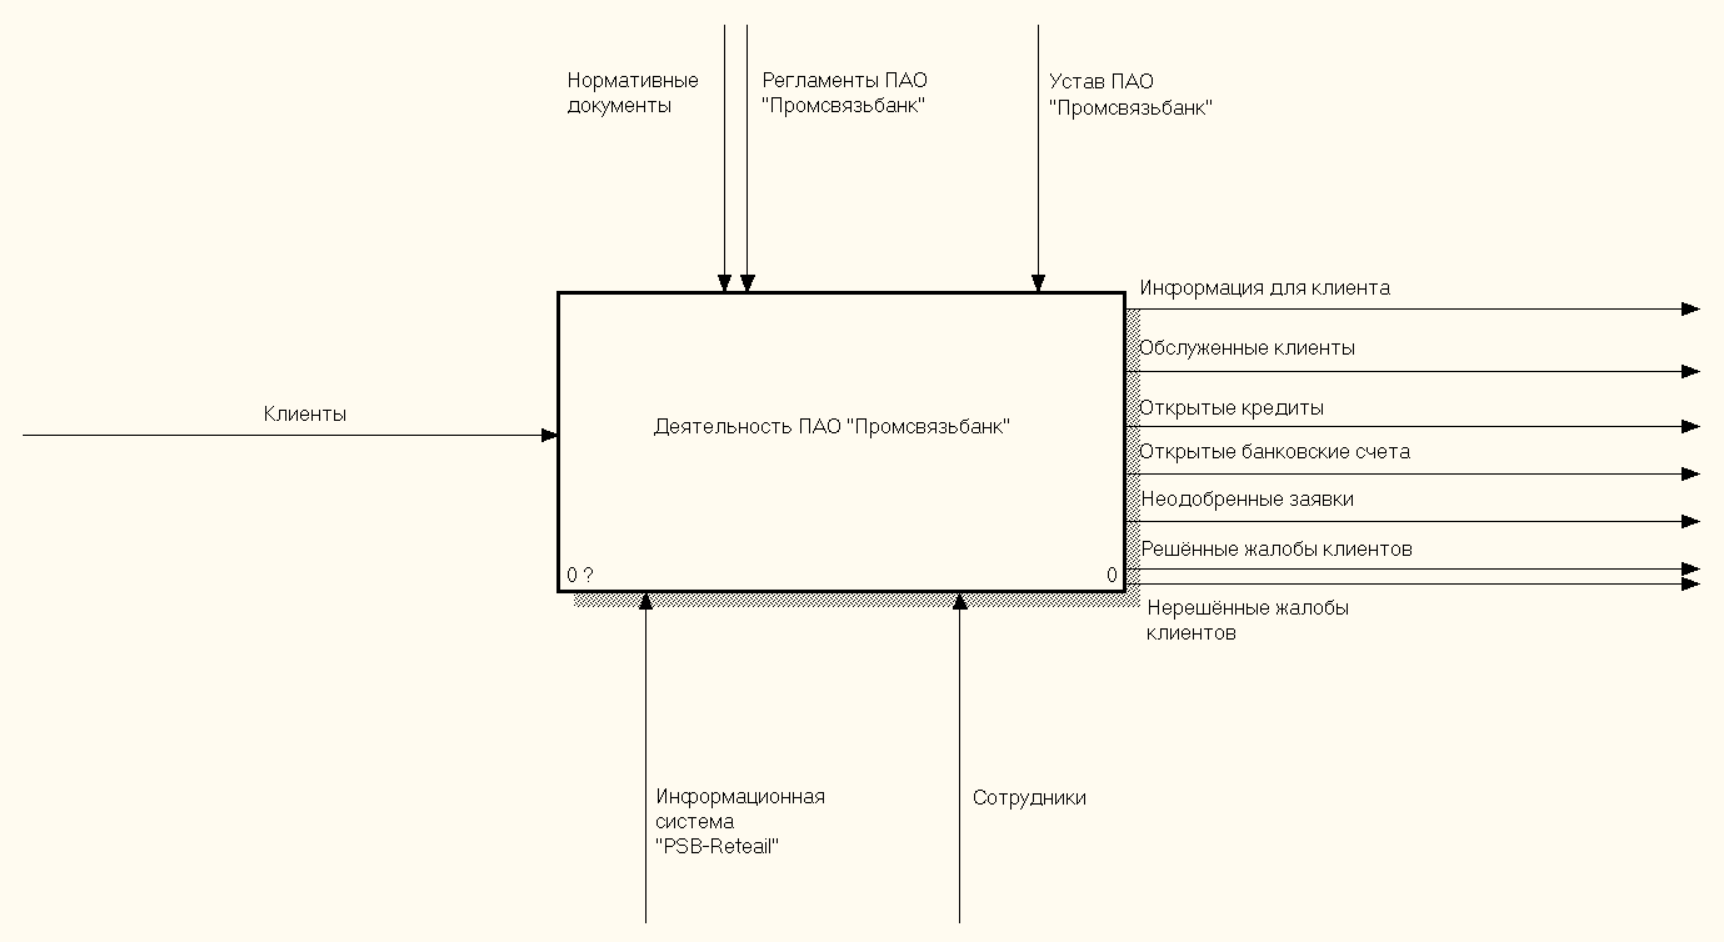 Нормативные
документы
Регламенты ПАО
"Промсвязьбанк"
Устав ПАО
"Промсвязьбанк"
Информация для клиента
Обслуженные клиенты
Клиенты
Деятельность ПАО "Промсвязьбанк"
Открытые кредиты
Открытые банковские счета
Неодобренные заявки
Решённые жалобы клиентов
0 ?
0
Нерешённые жалобы
клиентов
Информационная
система
"PSB-Reteail"
Сотрудники